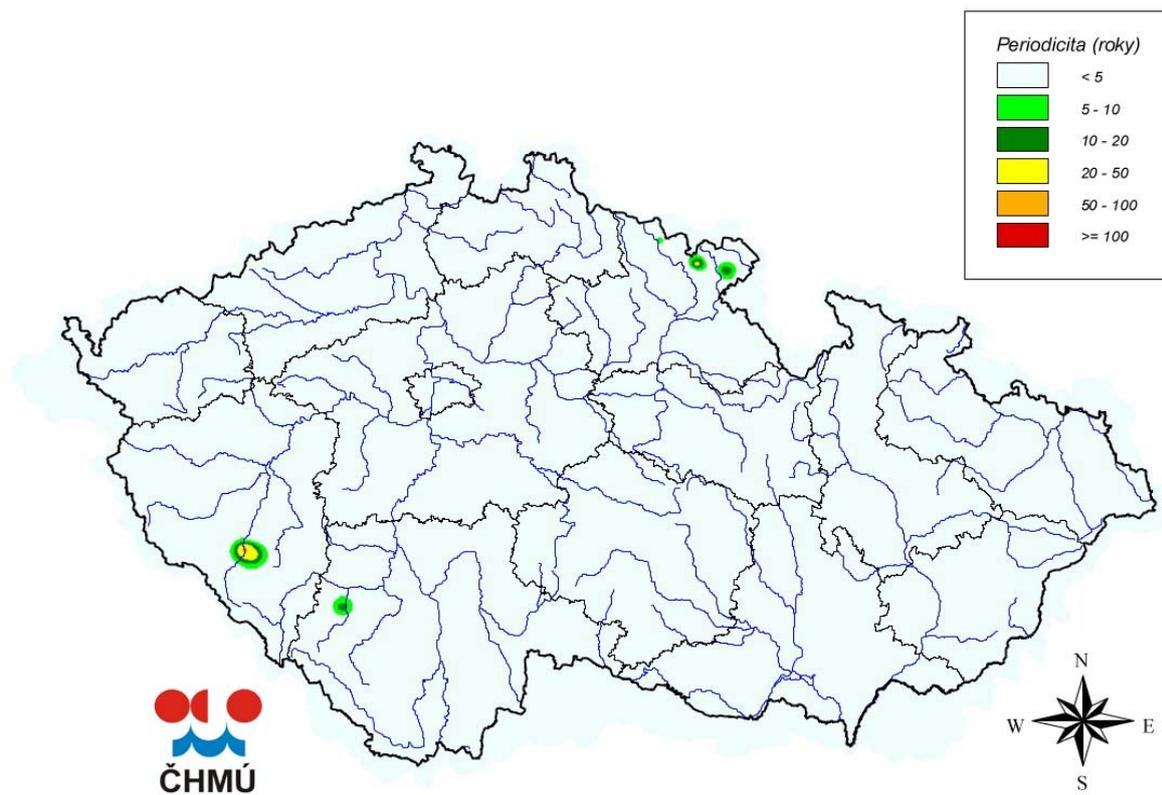 Periodicita (roky)
< 5
5 - 10
10 - 20
20 - 50
50 - 100
>= 100
N
W E
S
ČHMÚ